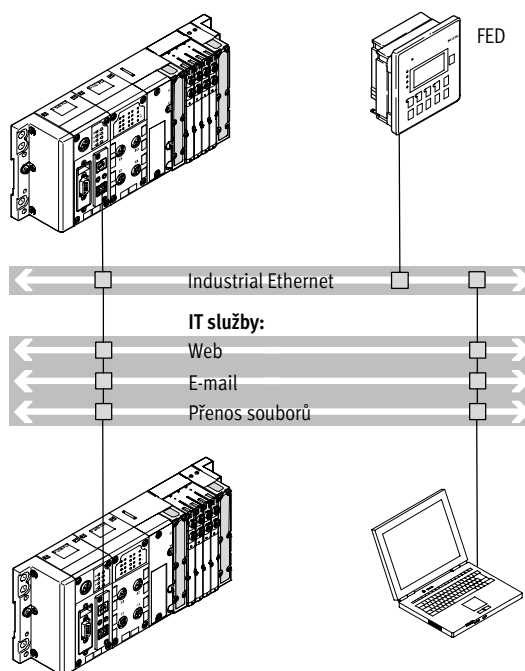 FED
Industrial Ethernet
IT služby:
Web
E-mail
Přenos souborů